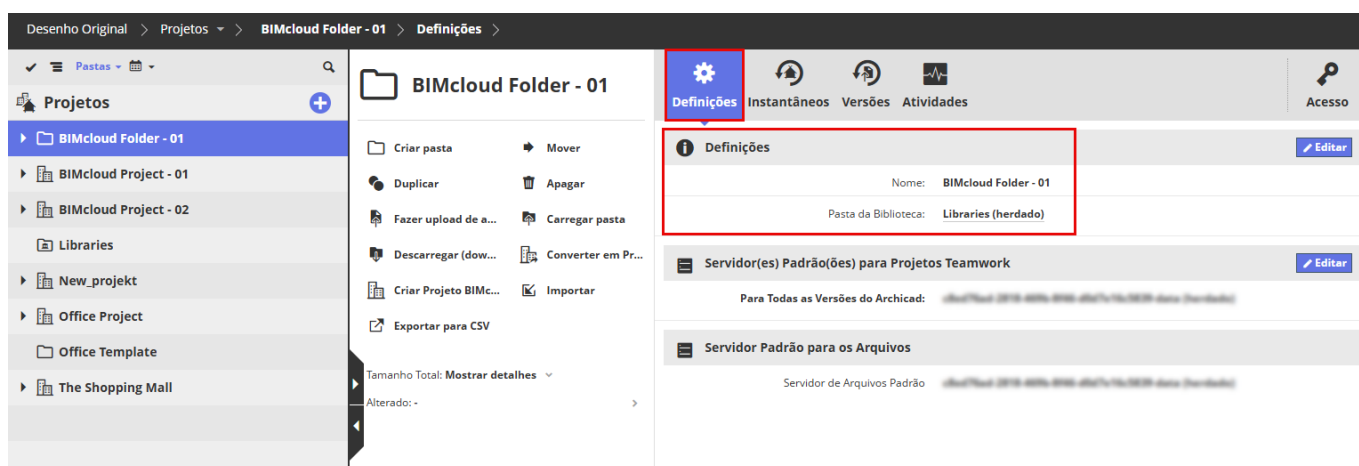 Desenho Original > Projetos > BIMcloud Folder - 01 > Definições >
Pastas
Projetos
BIMcloud Folder - 01
BIMcloud Project - 01
BIMcloud Project - 02
Libraries
New_projekt
Office Project
Office Template
The Shopping Mall
BIMcloud Folder - 01
Criar pasta
Mover
Duplicar
Apagar
Fazer upload de a...
Carregar pasta
Descarregar (dow...
Converter em Pr...
Criar Projeto BIMc...
Importar
Exportar para CSV
Tamanho Total: Mostrar detalhes
Alterado: -
Definições Instantâneos Versões Atividades
Acesso
Definições
Editar
Nome: BIMcloud Folder - 01
Pasta da Biblioteca: Libraries (herdado)
Servidor(es) Padrão(ões) para Projetos Teamwork
Editar
Para Todas as Versões do Archicad:
Servidor Padrão para os Arquivos
Servidor de Arquivos Padrão